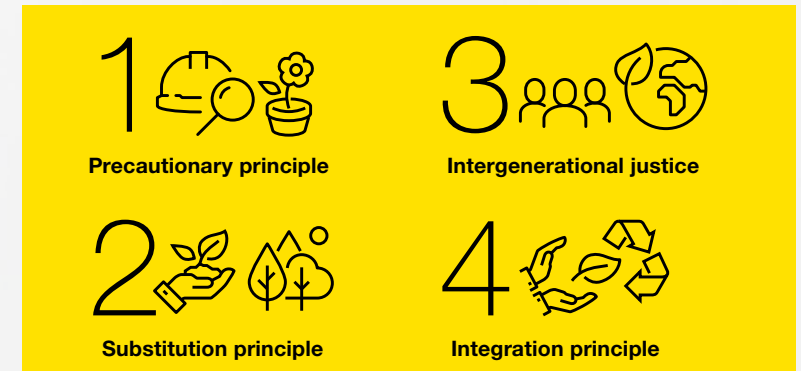 1
Precautionary principle
2
Substitution principle
3
Intergenerational justice
4
Integration principle